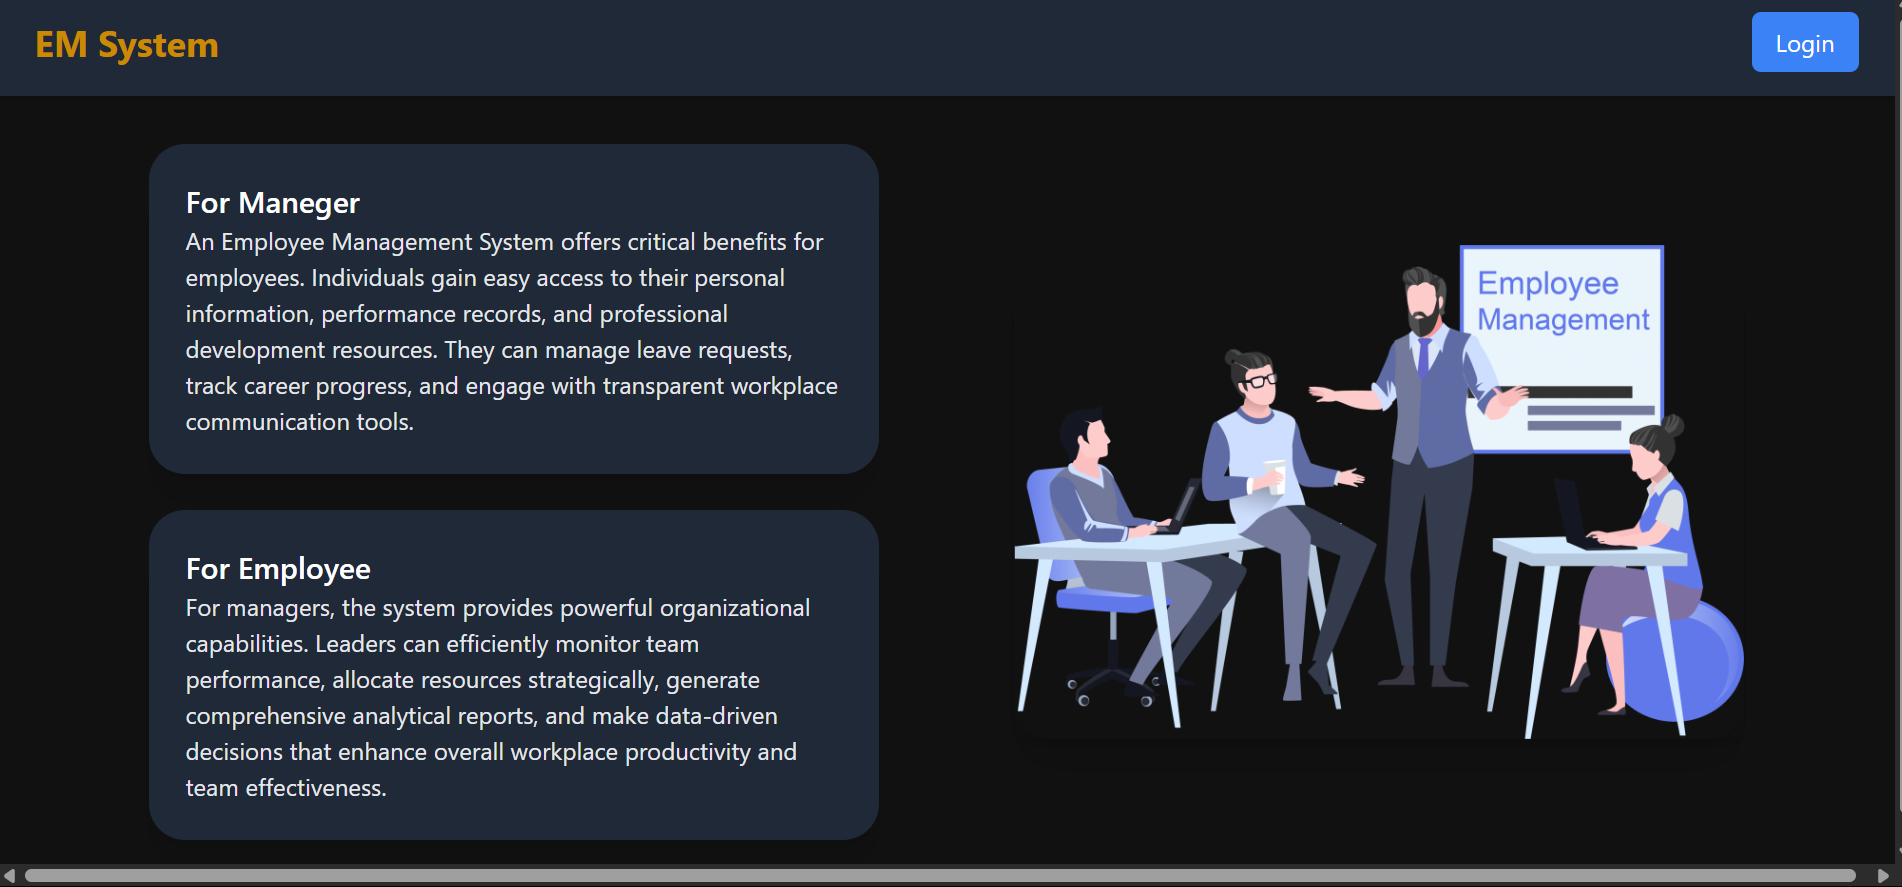 EM System
Login
For Maneger
An Employee Management System offers critical benefits for
employees. Individuals gain easy access to their personal
information, performance records, and professional
development resources. They can manage leave requests,
track career progress, and engage with transparent workplace
communication tools.
For Employee
For managers, the system provides powerful organizational
capabilities. Leaders can efficiently monitor team
performance, allocate resources strategically, generate
comprehensive analytical reports, and make data-driven
decisions that enhance overall workplace productivity and
team effectiveness.
Employee
Management